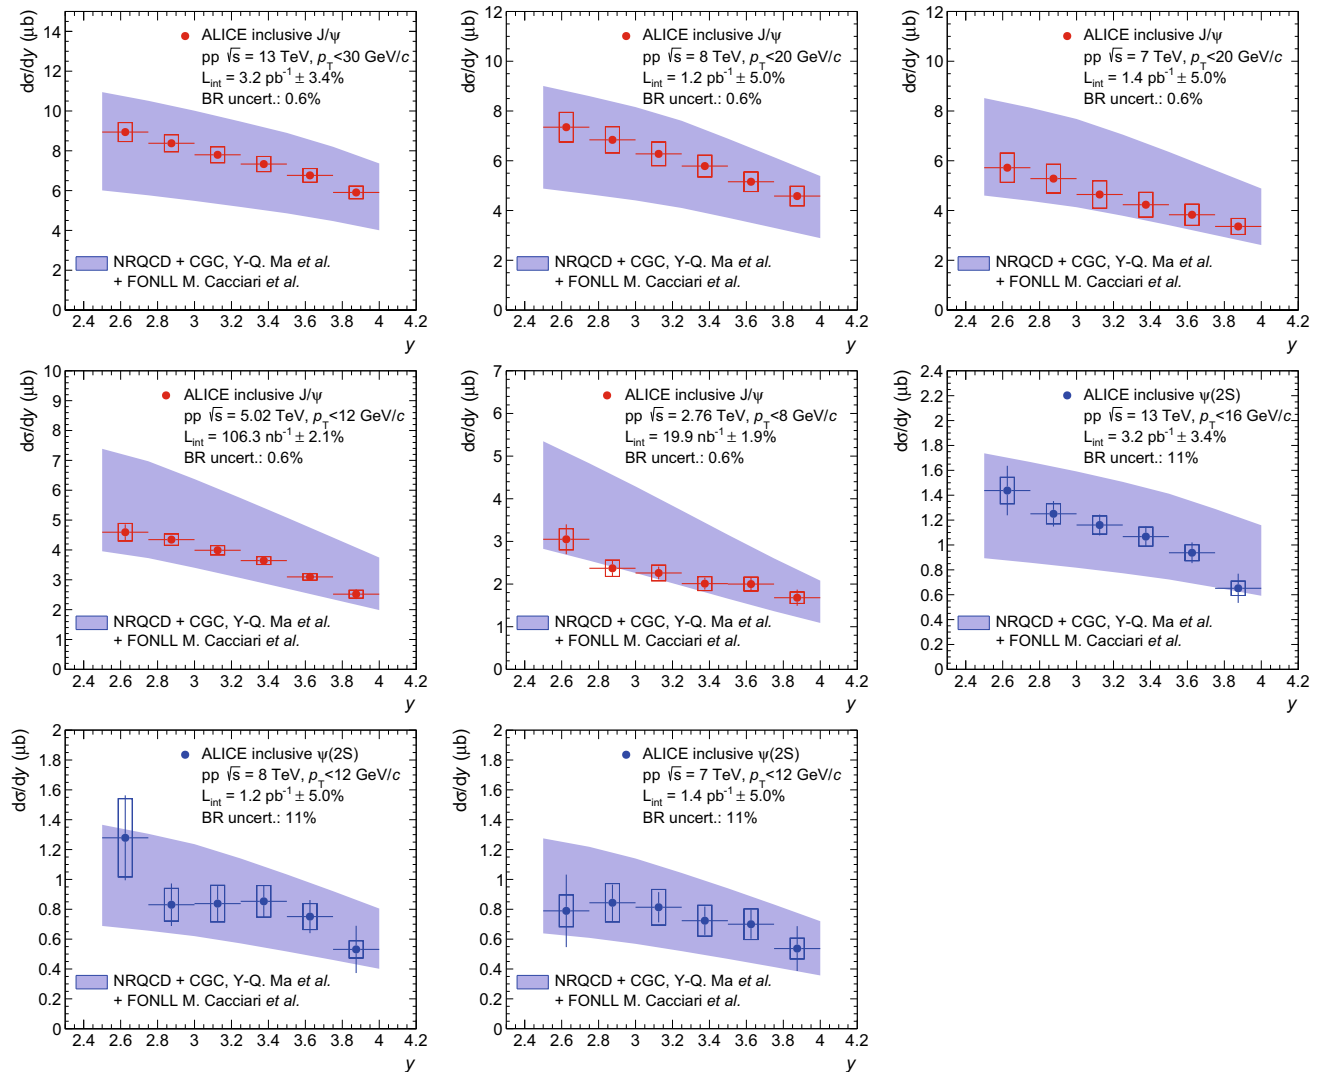 dσ/dy (μb)
14
12
10
8
6
4
2
0
ALICE inclusive J/ψ
pp √s = 13 TeV, pT<30 GeV/c
Lint = 3.2 pb-1 ± 3.4%
BR uncert.: 0.6%
NRQCD + CGC, Y-Q. Ma et al.
+ FONLL M. Cacciari et al.
2.4 2.6 2.8 3 3.2 3.4 3.6 3.8 4 4.2
y
dσ/dy (μb)
12
10
8
6
4
2
0
ALICE inclusive J/ψ
pp √s = 8 TeV, pT<20 GeV/c
Lint = 1.2 pb-1 ± 5.0%
BR uncert.: 0.6%
NRQCD + CGC, Y-Q. Ma et al.
+ FONLL M. Cacciari et al.
2.4 2.6 2.8 3 3.2 3.4 3.6 3.8 4 4.2
y
dσ/dy (μb)
12
10
8
6
4
2
0
ALICE inclusive J/ψ
pp √s = 7 TeV, pT<20 GeV/c
Lint = 1.4 pb-1 ± 5.0%
BR uncert.: 0.6%
NRQCD + CGC, Y-Q. Ma et al.
+ FONLL M. Cacciari et al.
2.4 2.6 2.8 3 3.2 3.4 3.6 3.8 4 4.2
y
dσ/dy (μb)
10
9
8
7
6
5
4
3
2
1
0
ALICE inclusive J/ψ
pp √s = 5.02 TeV, pT<12 GeV/c
Lint = 106.3 nb-1 ± 2.1%
BR uncert.: 0.6%
NRQCD + CGC, Y-Q. Ma et al.
+ FONLL M. Cacciari et al.
2.4 2.6 2.8 3 3.2 3.4 3.6 3.8 4 4.2
y
dσ/dy (μb)
7
6
5
4
3
2
1
0
ALICE inclusive J/ψ
pp √s = 2.76 TeV, pT<8 GeV/c
Lint = 19.9 nb-1 ± 1.9%
BR uncert.: 0.6%
NRQCD + CGC, Y-Q. Ma et al.
+ FONLL M. Cacciari et al.
2.4 2.6 2.8 3 3.2 3.4 3.6 3.8 4 4.2
y
dσ/dy (μb)
2.4
2.2
2
1.8
1.6
1.4
1.2
1
0.8
0.6
0.4
0.2
0
ALICE inclusive ψ(2S)
pp √s = 13 TeV, pT<16 GeV/c
Lint = 3.2 pb-1 ± 3.4%
BR uncert.: 11%
NRQCD + CGC, Y-Q. Ma et al.
+ FONLL M. Cacciari et al.
2.4 2.6 2.8 3 3.2 3.4 3.6 3.8 4 4.2
y
dσ/dy (μb)
2
1.8
1.6
1.4
1.2
1
0.8
0.6
0.4
0.2
0
ALICE inclusive ψ(2S)
pp √s = 8 TeV, pT<12 GeV/c
Lint = 1.2 pb-1 ± 5.0%
BR uncert.: 11%
NRQCD + CGC, Y-Q. Ma et al.
+ FONLL M. Cacciari et al.
2.4 2.6 2.8 3 3.2 3.4 3.6 3.8 4 4.2
y
dσ/dy (μb)
2
1.8
1.6
1.4
1.2
1
0.8
0.6
0.4
0.2
0
ALICE inclusive ψ(2S)
pp √s = 7 TeV, pT<12 GeV/c
Lint = 1.4 pb-1 ± 5.0%
BR uncert.: 11%
NRQCD + CGC, Y-Q. Ma et al.
+ FONLL M. Cacciari et al.
2.4 2.6 2.8 3 3.2 3.4 3.6 3.8 4 4.2
y